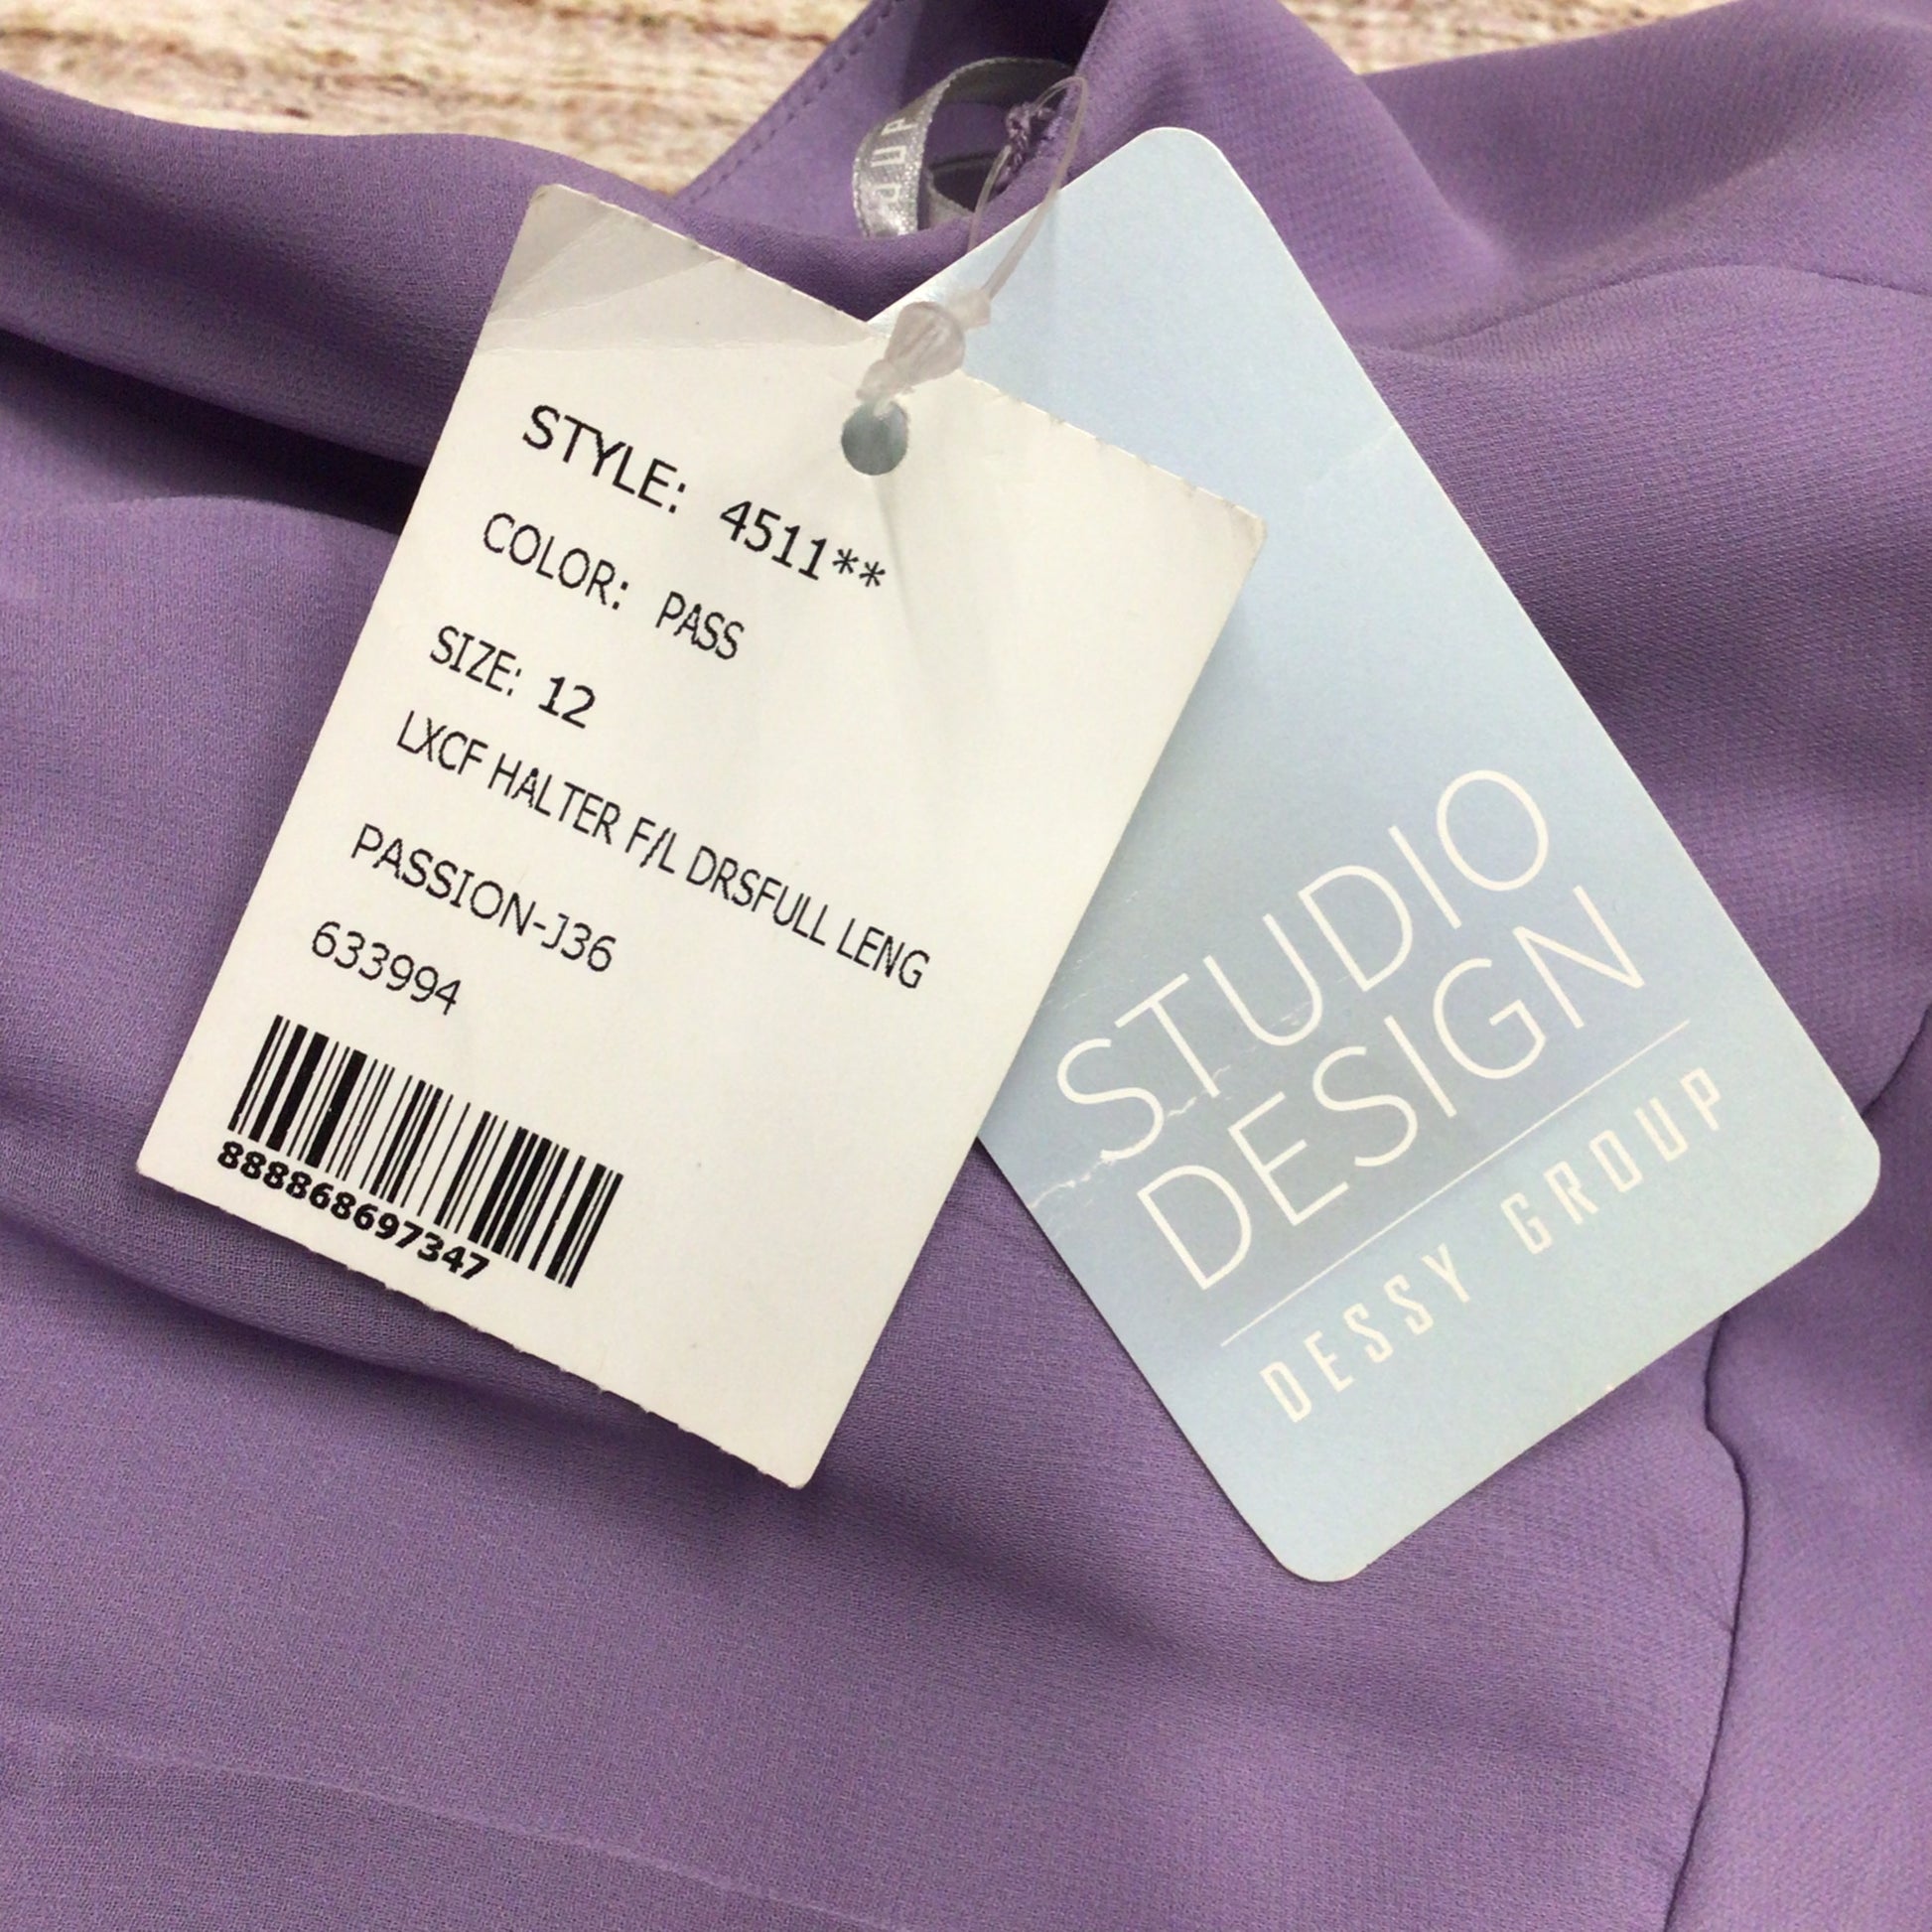 STYLE: 4511**
COLOR: PASS
SIZE: 12
LXCF HALTER F/L DRSFULL LENG
PASSION-J36
633994
888868697347
STUDIO
DESIGN
DESSY GROUP